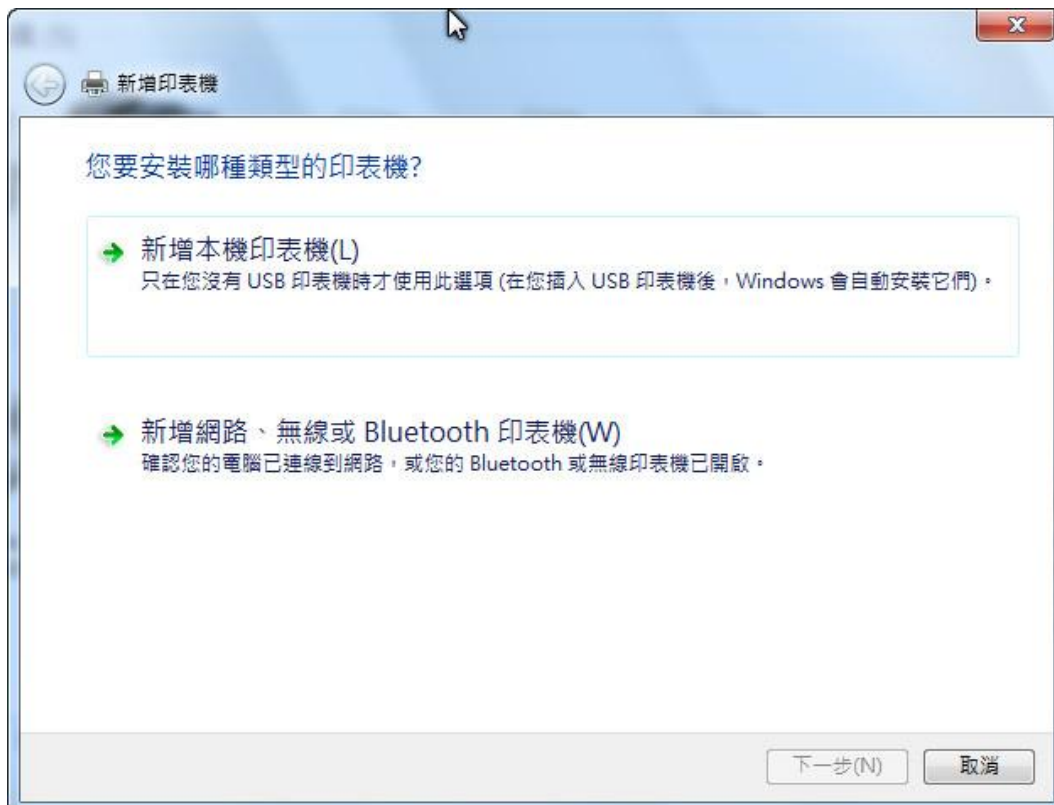 新增印表機
您要安裝哪種類型的印表機?
新增本機印表機(L)
只在您沒有 USB 印表機時才使用此選項 (在您插入 USB 印表機後，Windows 會自動安裝它們)。
新增網路、無線或 Bluetooth 印表機(W)
確認您的電腦已連線到網路，或您的 Bluetooth 或無線印表機已開啟。
下一步(N)
取消